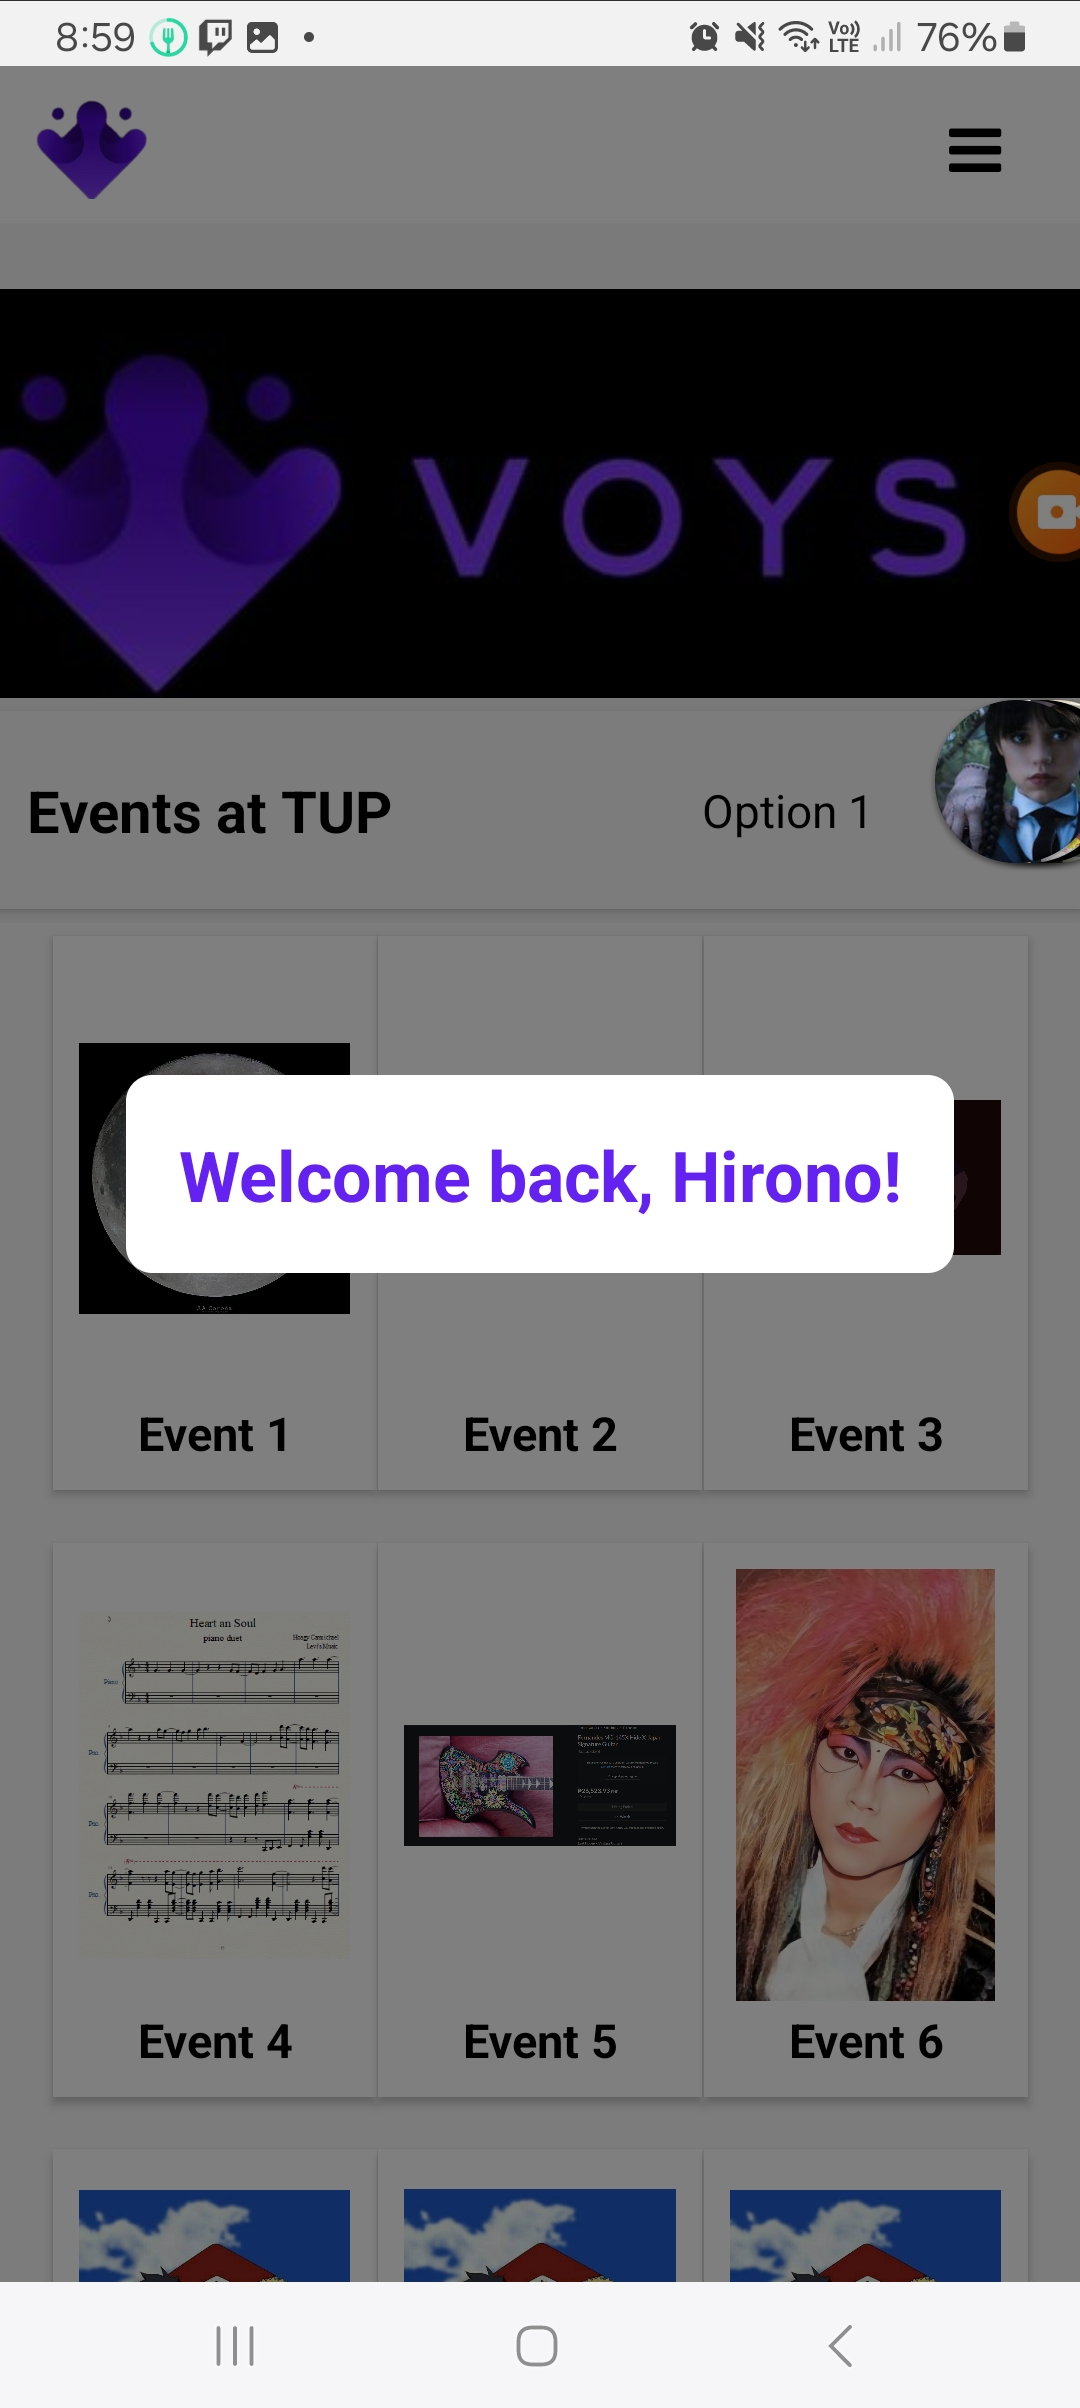 8:59
Vo))
LTE
76%
VOYS
Events at TUP
Option 1
Welcome back, Hirono!
Event 1
Event 2
Event 3
Heart an Soul
piano duet
Event 4
Event 5
Event 6